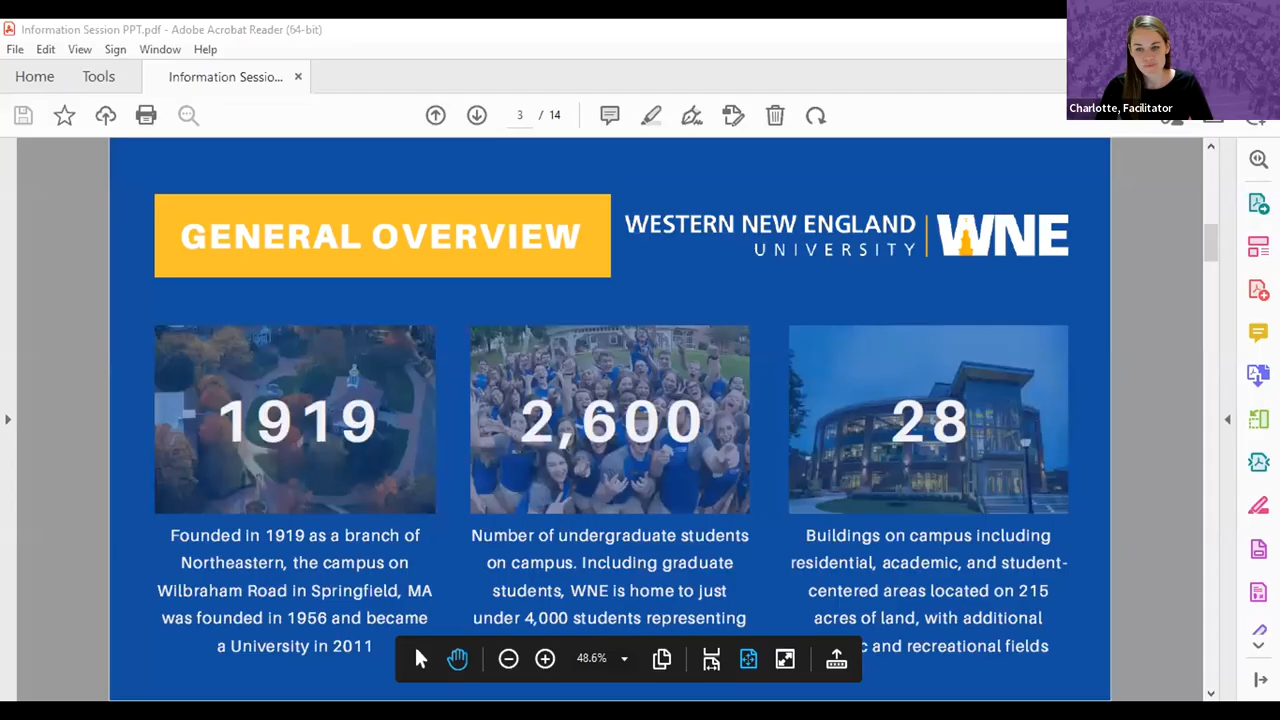 Information Session PPT.pdf - Adobe Acrobat Reader (64-bit)
File Edit View Sign Window Help
Home Tools Information Sessio... ×
3 / 14
Charlotte, Facilitator
GENERAL OVERVIEW
WESTERN NEW ENGLAND
UNIVERSITY
WNE
1919
Founded in 1919 as a branch of
Northeastern, the campus on
Wilbraham Road in Springfield, MA
was founded in 1956 and became
a University in 2011
2,600
Number of undergraduate students
on campus. Including graduate
students, WNE is home to just
under 4,000 students representing
28
Buildings on campus including
residential, academic, and student-
centered areas located on 215
acres of land, with additional
and recreational fields
48.6%